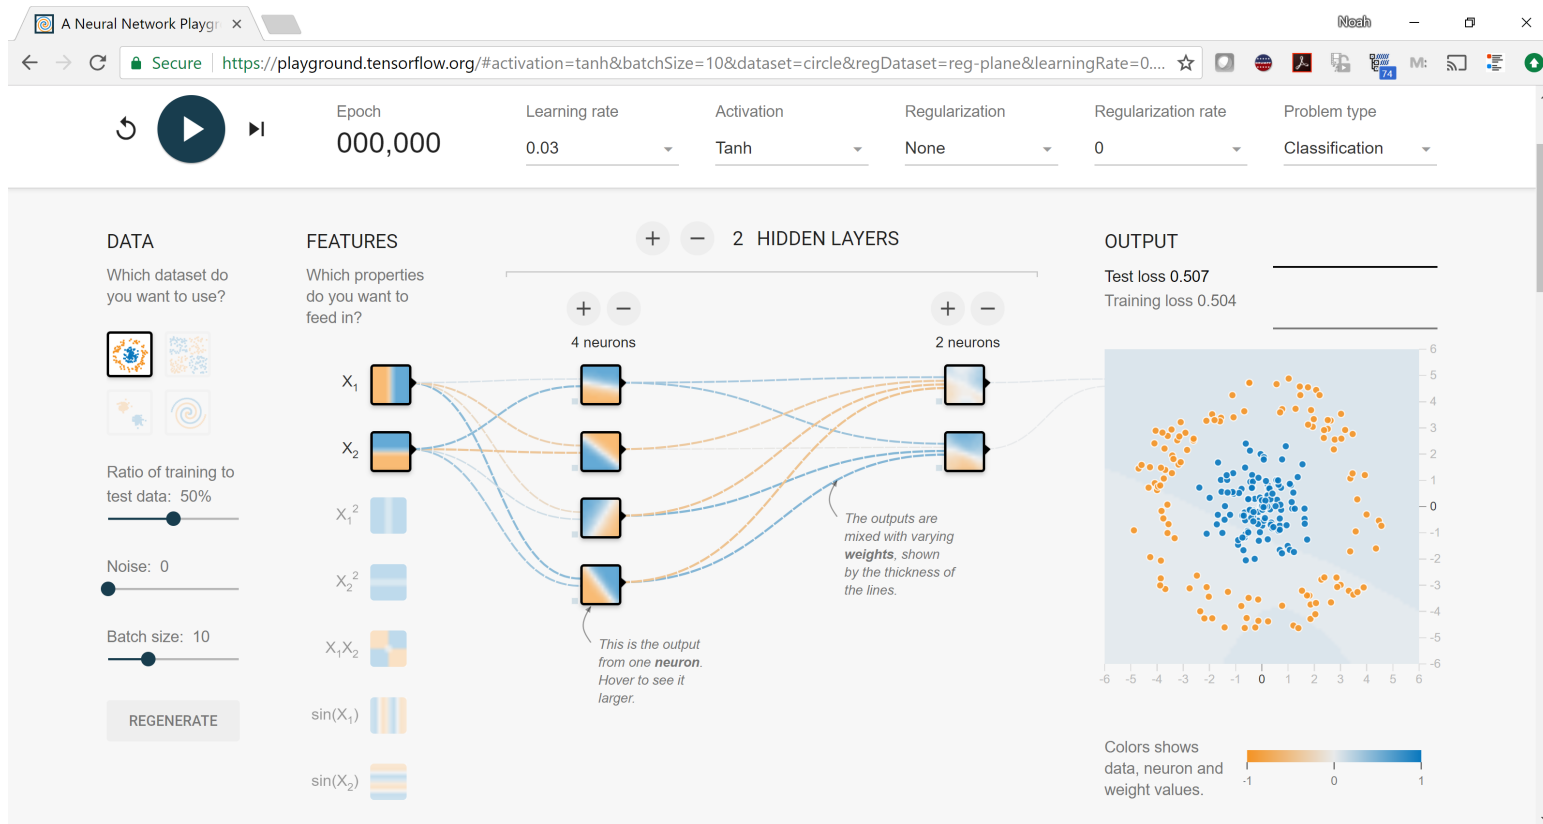 A Neural Network Playgr
Noah
Secure
https://playground.tensorflow.org/#activation=tanh&batchSize=10&dataset=circle&regDataset=reg-plane&learningRate=0....
74
M:
Epoch
000,000
Learning rate
0.03
Activation
Tanh
Regularization
None
Regularization rate
0
Problem type
Classification
DATA
Which dataset do
you want to use?
Ratio of training to
test data: 50%
Noise: 0
Batch size: 10
REGENERATE
FEATURES
Which properties
do you want to
feed in?
X₁
X₂
X₁²
X₂²
X₁X₂
sin(X₁)
sin(X₂)
+ − 2 HIDDEN LAYERS
+ −
4 neurons
+ −
2 neurons
The outputs are
mixed with varying
weights, shown
by the thickness of
the lines.
This is the output
from one neuron.
Hover to see it
larger.
OUTPUT
Test loss 0.507
Training loss 0.504
6
5
4
3
2
1
0
-1
-2
-3
-4
-5
-6
-6 -5 -4 -3 -2 -1 0 1 2 3 4 5 6
Colors shows
data, neuron and
weight values.
-1 0 1